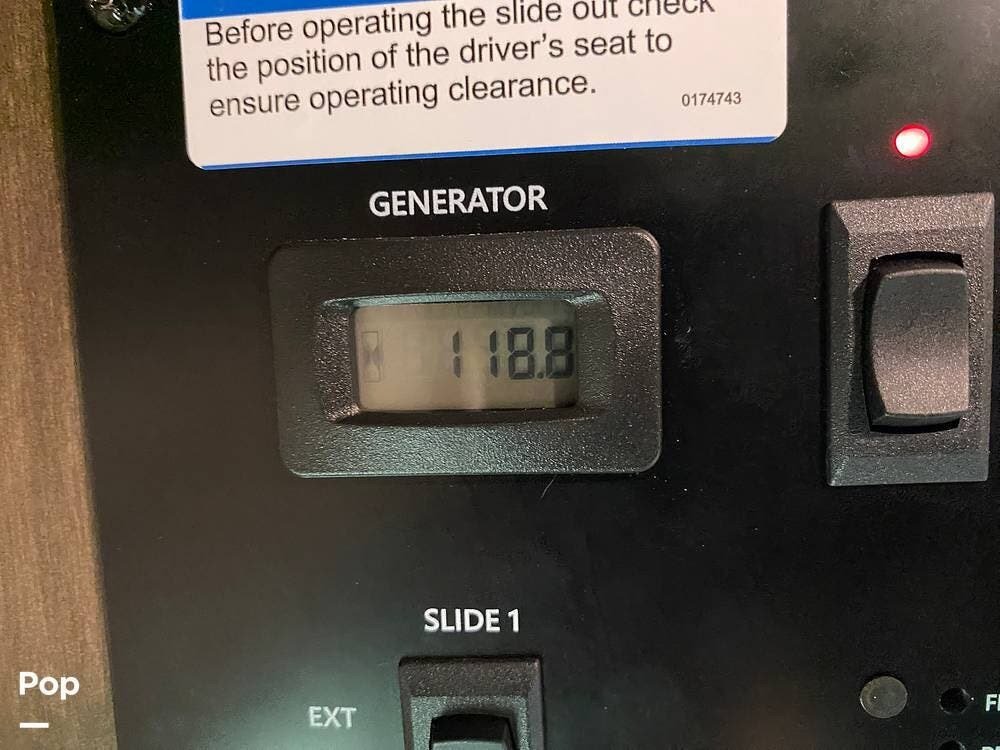 Before operating the slide out check
the position of the driver's seat to
ensure operating clearance.
0174743
GENERATOR
118.8
SLIDE 1
EXT
Pop